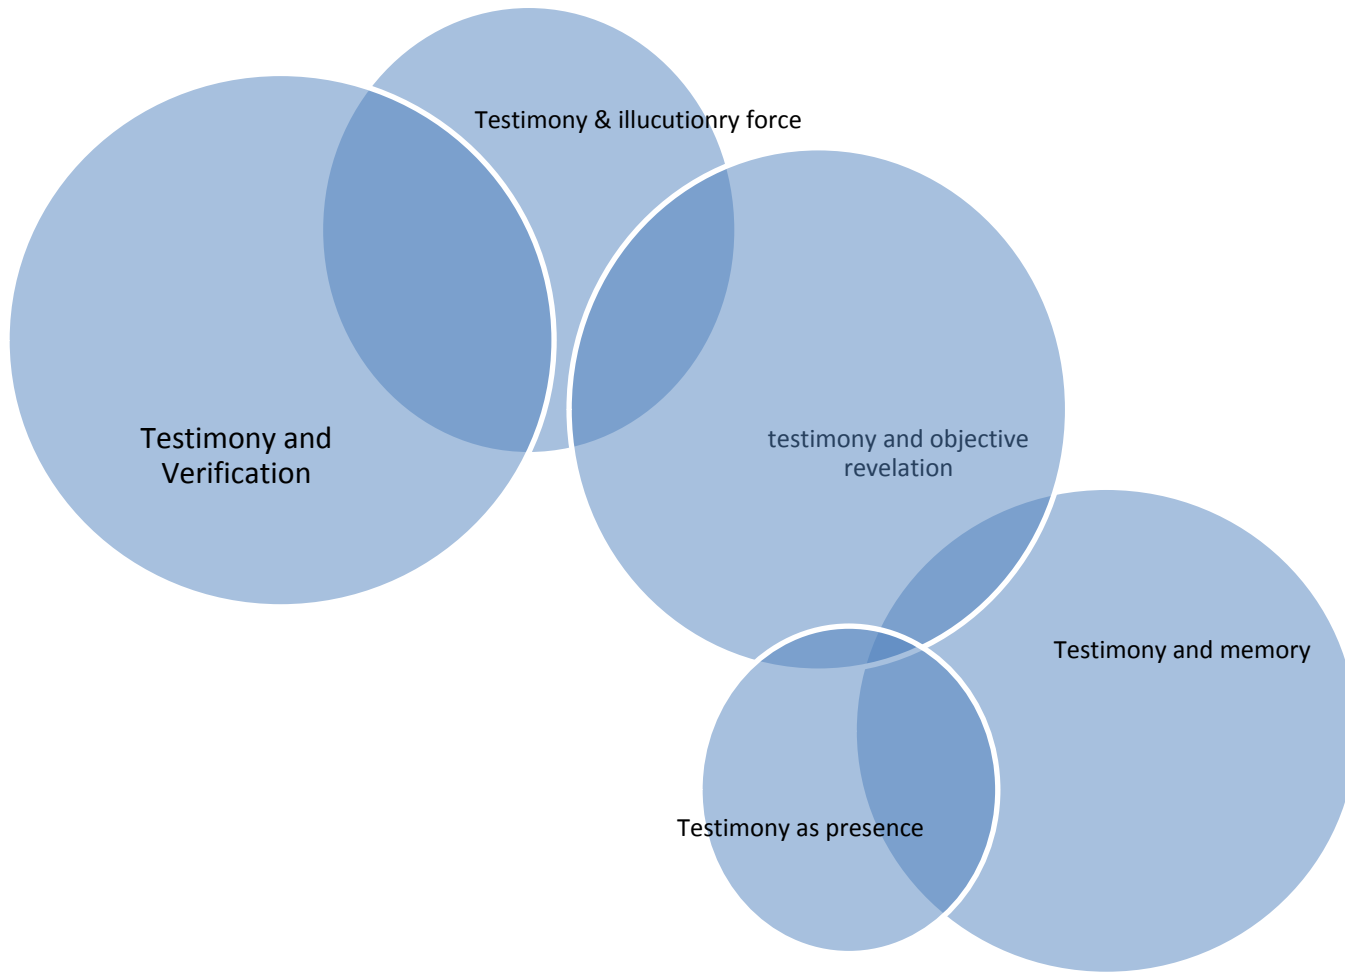 Testimony & illucutionry force
Testimony and
Verification
testimony and objective
revelation
Testimony and memory
Testimony as presence